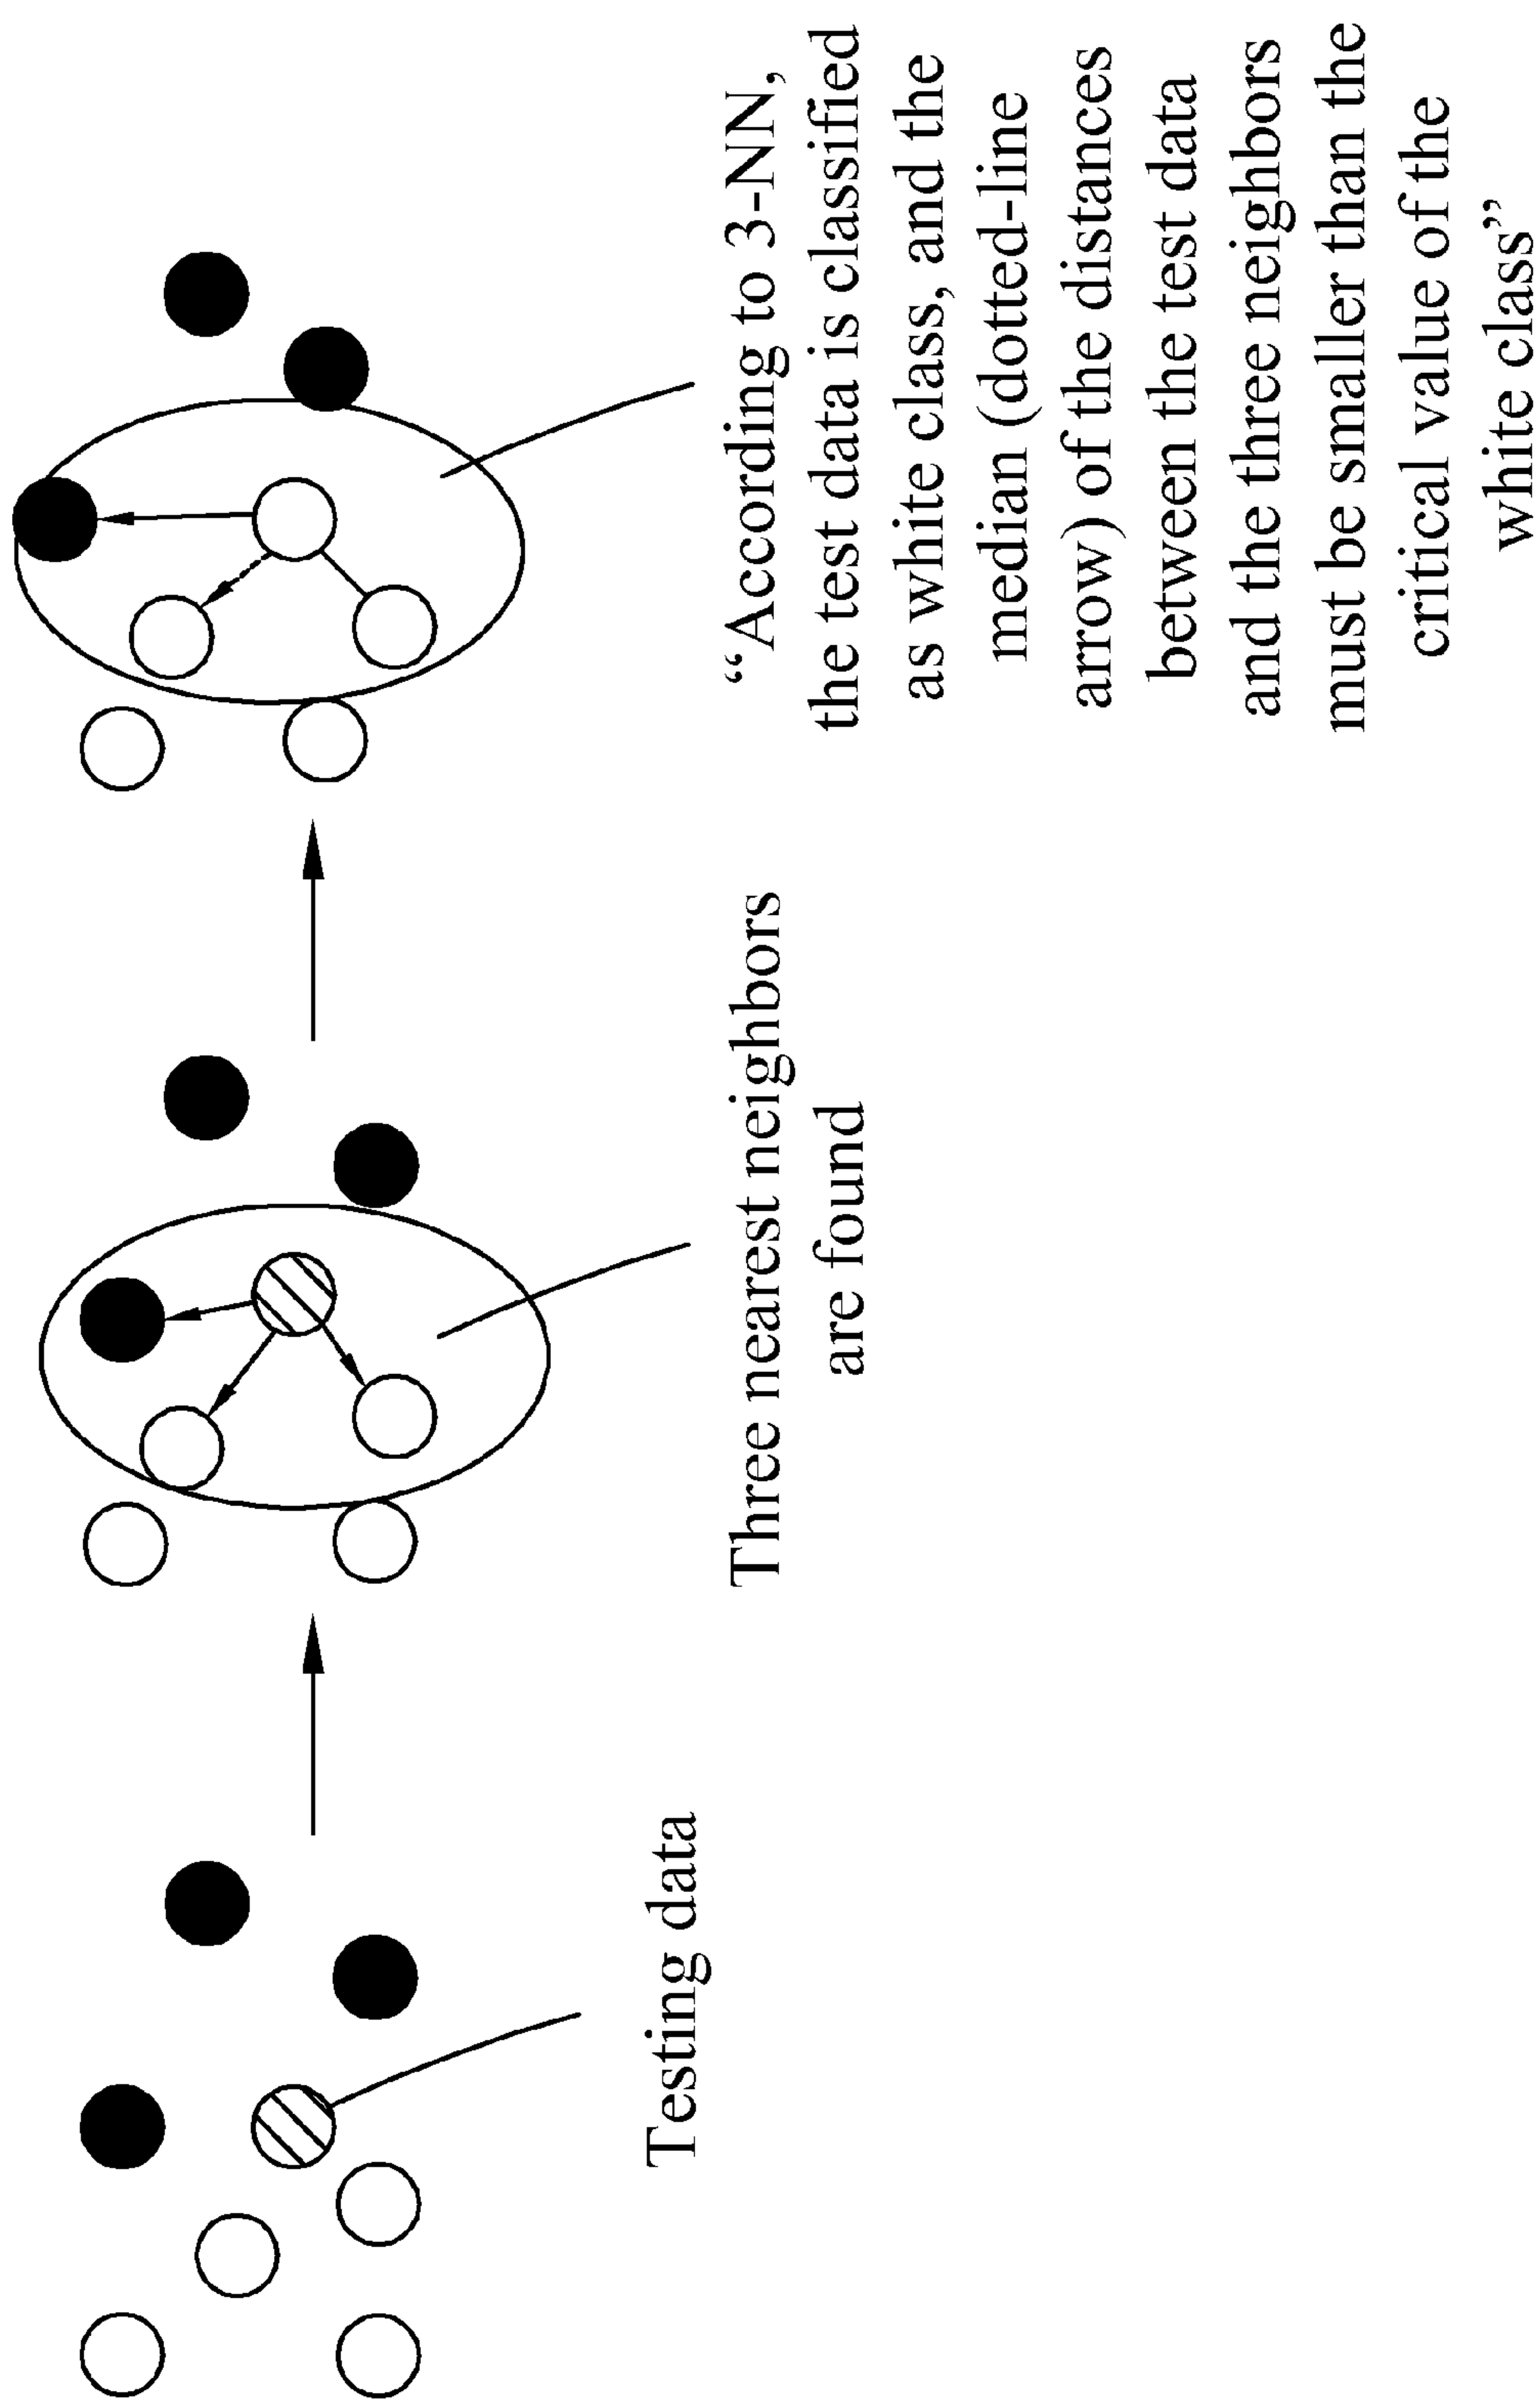 Testing data
Three nearest neighbors
are found
“According to 3-NN,
the test data is classified
as white class, and the
median (dotted-line
arrow) of the distances
between the test data
and the three neighbors
must be smaller than the
critical value of the
white class”